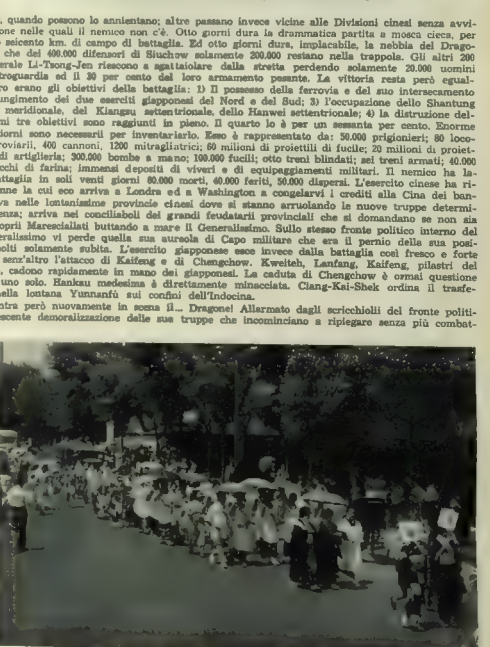 , quando possono lo annientano; altre passano invece vicine alle Divisioni cinesi senza avvi-
one nelle quali il nemico non c'è. Otto giorni dura la drammatica partita a mosca cieca, per
seicento km. di campo di battaglia. Ed otto giorni dura, implacabile, la nebbia del Drago-
che dei 400.000 difensori di Siuchow solamente 200.000 restano nella trappola. Gli altri 200
erale Li-Tsong-Jen riescono a sgattaiolare dalla stretta perdendo solamente 20.000 uomini
troguardia ed il 30 per cento del loro armamento pesante. La vittoria resta però egual-
ro erano gli obiettivi della battaglia: 1) Il possesso della ferrovia e del suo intersecamento
ungimento dei due eserciti giapponesi del Nord e del Sud; 3) l'occupazione dello Shantung
meridionale, del Kiangsu settentrionale, dello Hanwei settentrionale; 4) la distruzione del-
mi tre obiettivi sono raggiunti in pieno. Il quarto lo è per un sessanta per cento. Enorme
iorni sono necessari per inventariarlo. Esso è rappresentato da: 50.000 prigionieri; 80 loco-
roviarii, 400 cannoni, 1200 mitragliatrici; 60 milioni di proiettili di fucile; 20 milioni di proiet-
di artiglieria; 300.000 bombe a mano; 100.000 fucili; otto treni blindati; sei treni armati; 40.000
cchi di farina; immensi depositi di viveri e di equipaggiamenti militari. Il nemico ha la-
ttaglia in soli venti giorni 80.000 morti, 40.000 feriti, 50.000 dispersi. L'esercito cinese ha ri-
nne la cui eco arriva a Londra ed a Washington a congelarvi i crediti alla Cina dei ban-
va nelle lontanissime provincie cinesi dove si stanno arruolando le nuove truppe determi-
enza; arriva nei conciliaboli dei grandi feudatarii provinciali che si domandano se non sia
oprii Marescialati buttando a mare il Generalissimo. Sullo stesso fronte politico interno del
eralissimo vi perde quella sua aureola di Capo militare che era il pernio della sua posi-
olti solamente subita. L'esercito giapponese esce invece dalla battaglia così fresco e forte
senz'altro l'attacco di Kaifeng e di Chengchow. Kweiteh, Lanfang, Kaifeng, pilastri del
, cadono rapidamente in mano dei giapponesi. La caduta di Chengchow è ormai questione
uno solo. Hankau medesima è direttamente minacciata. Ciang-Kai-Shek ordina il trasfe-
nella lontana Yunnanfù sui confini dell'Indocina.
ntra però nuovamente in scena il... Dragone! Allarmato dagli scricchiolii del fronte politi-
escente demoralizzazione delle sue truppe che incominciano a ripiegare senza più combat-